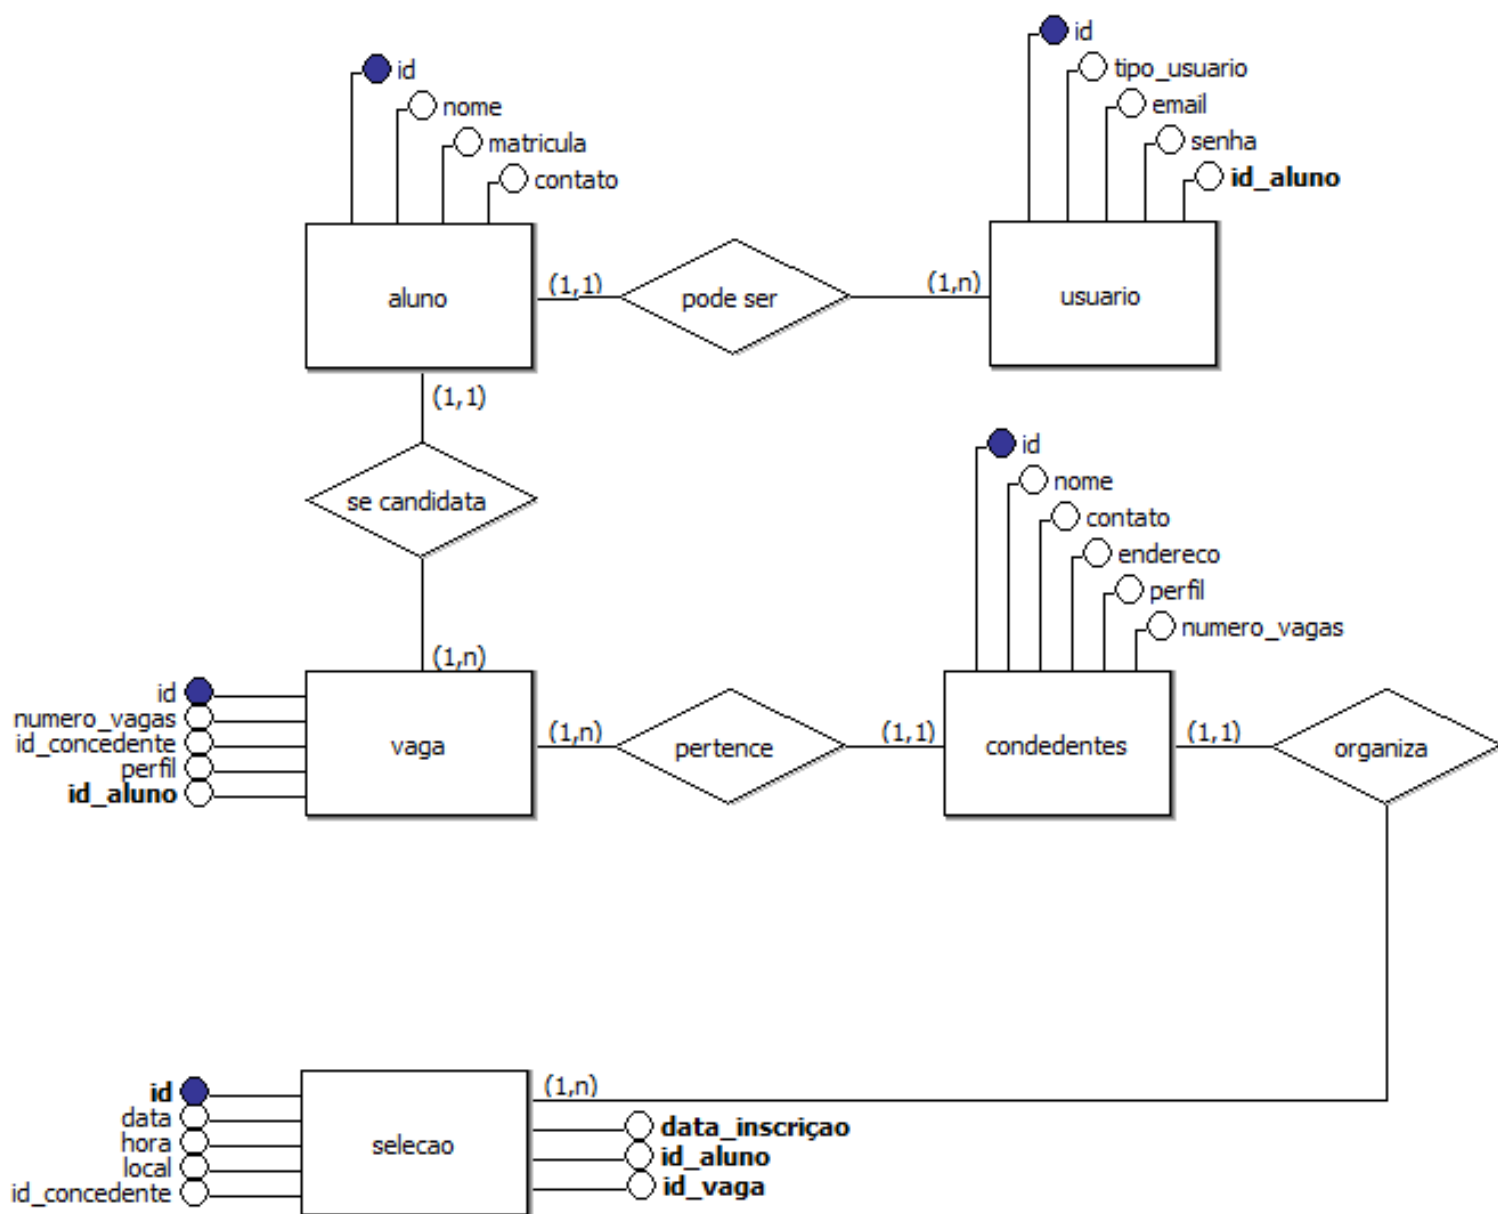 id
nome
matricula
contato
aluno
(1,1)
pode ser
(1,n)
id
tipo_usuario
email
senha
id_aluno
usuario
(1,1)
se candidata
(1,n)
id
nome
contato
endereco
perfil
numero_vagas
id
numero_vagas
id_concedente
perfil
id_aluno
vaga
(1,n)
pertence
(1,1)
condedentes
(1,1)
organiza
id
data
hora
local
id_concedente
selecao
(1,n)
data_inscriçao
id_aluno
id_vaga